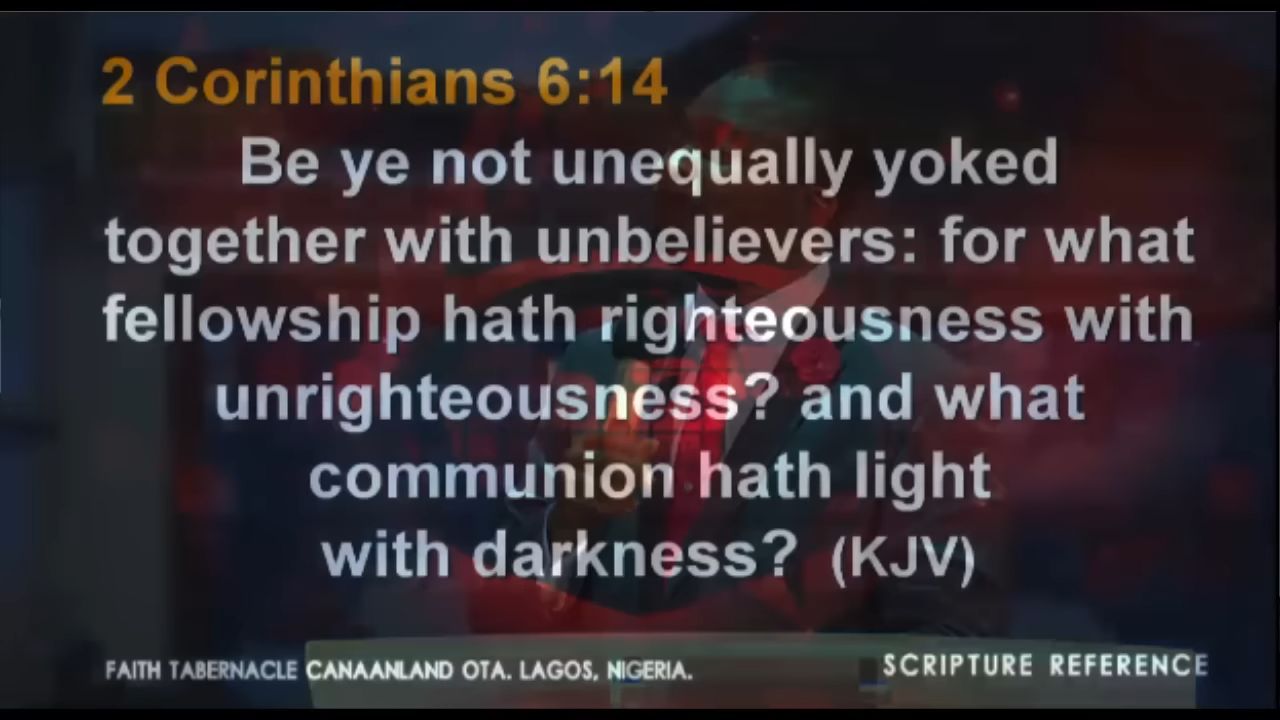 2 Corinthians 6:14
Be ye not unequally yoked
together with unbelievers: for what
fellowship hath righteousness with
unrighteousness? and what
communion hath light
with darkness? (KJV)
FAITH TABERNACLE CANAANLAND OTA. LAGOS, NIGERIA.
SCRIPTURE REFERENCE